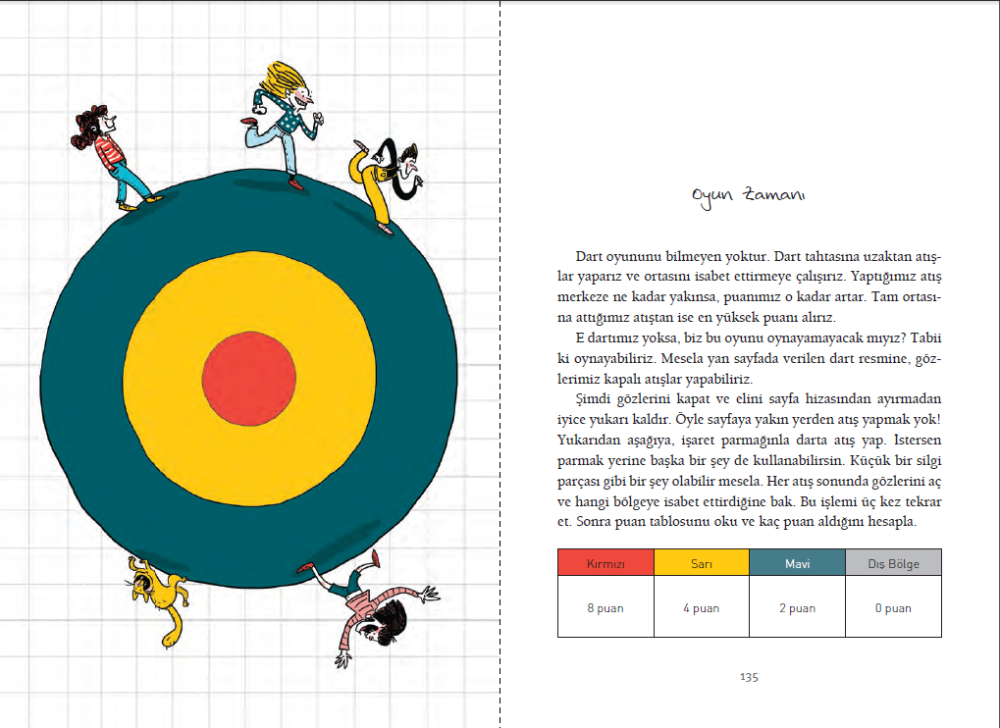 Oyun Zamanı
Dart oyununu bilmeyen yoktur. Dart tahtasına uzaktan atış-
lar yaparız ve ortasını isabet ettirmeye çalışırız. Yaptığımız atış
merkeze ne kadar yakınsa, puanımız o kadar artar. Tam ortası-
na attığımız atıştan ise en yüksek puanı alırız.
E dartımız yoksa, biz bu oyunu oynayamayacak mıyız? Tabii
ki oynayabiliriz. Mesela yan sayfada verilen dart resmine, göz-
lerimiz kapalı atışlar yapabiliriz.
Şimdi gözlerini kapat ve elini sayfa hizasından ayırmadan
iyice yukarı kaldır. Öyle sayfaya yakın yerden atış yapmak yok!
Yukarıdan aşağıya, işaret parmağınla darta atış yap. İstersen
parmak yerine başka bir şey de kullanabilirsin. Küçük bir silgi
parçası gibi bir şey olabilir mesela. Her atış sonunda gözlerini aç
ve hangi bölgeye isabet ettirdiğine bak. Bu işlemi üç kez tekrar
et. Sonra puan tablosunu oku ve kaç puan aldığını hesapla.
Kırmızı Sarı Mavi Dış Bölge
8 puan 4 puan 2 puan 0 puan
135